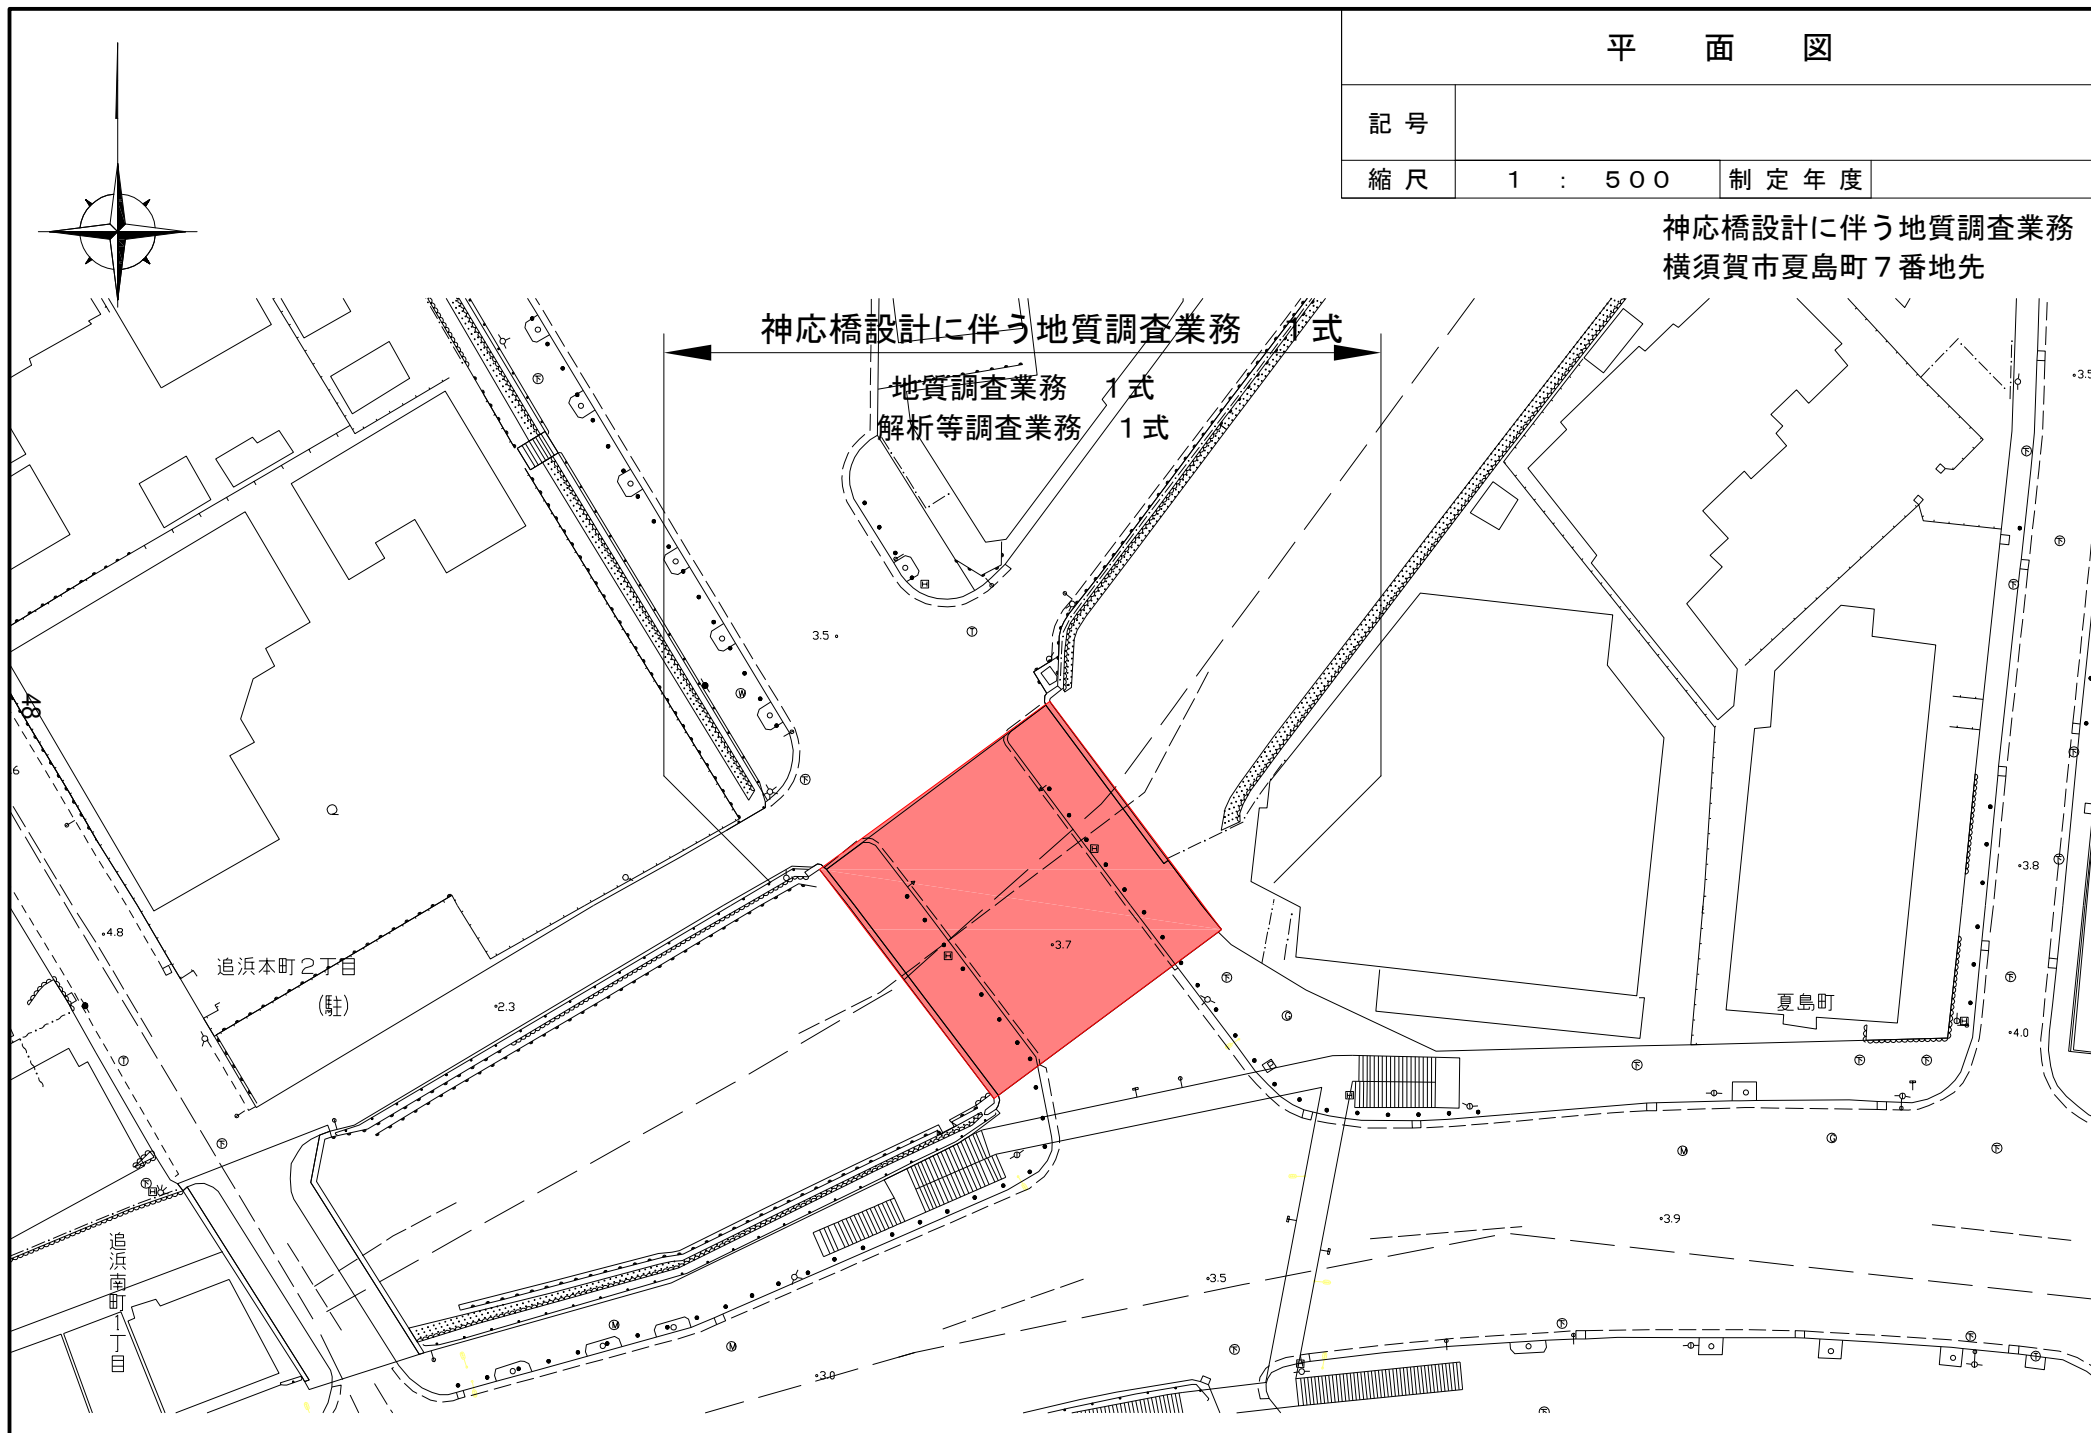 平面図
記号
縮尺 1 : 500 制定年度
神応橋設計に伴う地質調査業務
横須賀市夏島町7番地先
神応橋設計に伴う地質調査業務 1式
地質調査業務 1式
解析等調査業務 1式
3.5
3.5
48
6
3.8
4.8
3.7
追浜本町2丁目
(駐)
2.3
夏島町
4.0
追浜南町1丁目
3.9
3.5
3.0